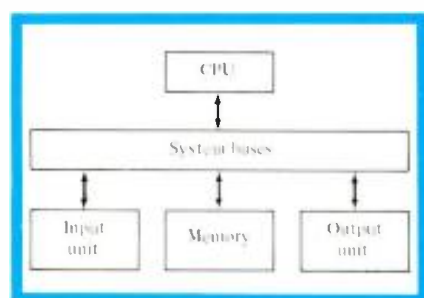 CPU
System buses
Input
unit
Memory
Output
unit